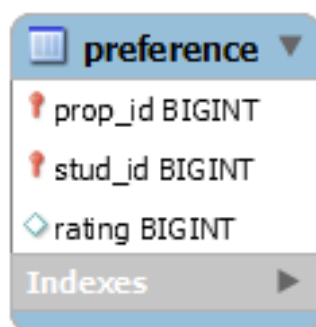 preference
prop_id BIGINT
stud_id BIGINT
rating BIGINT
Indexes